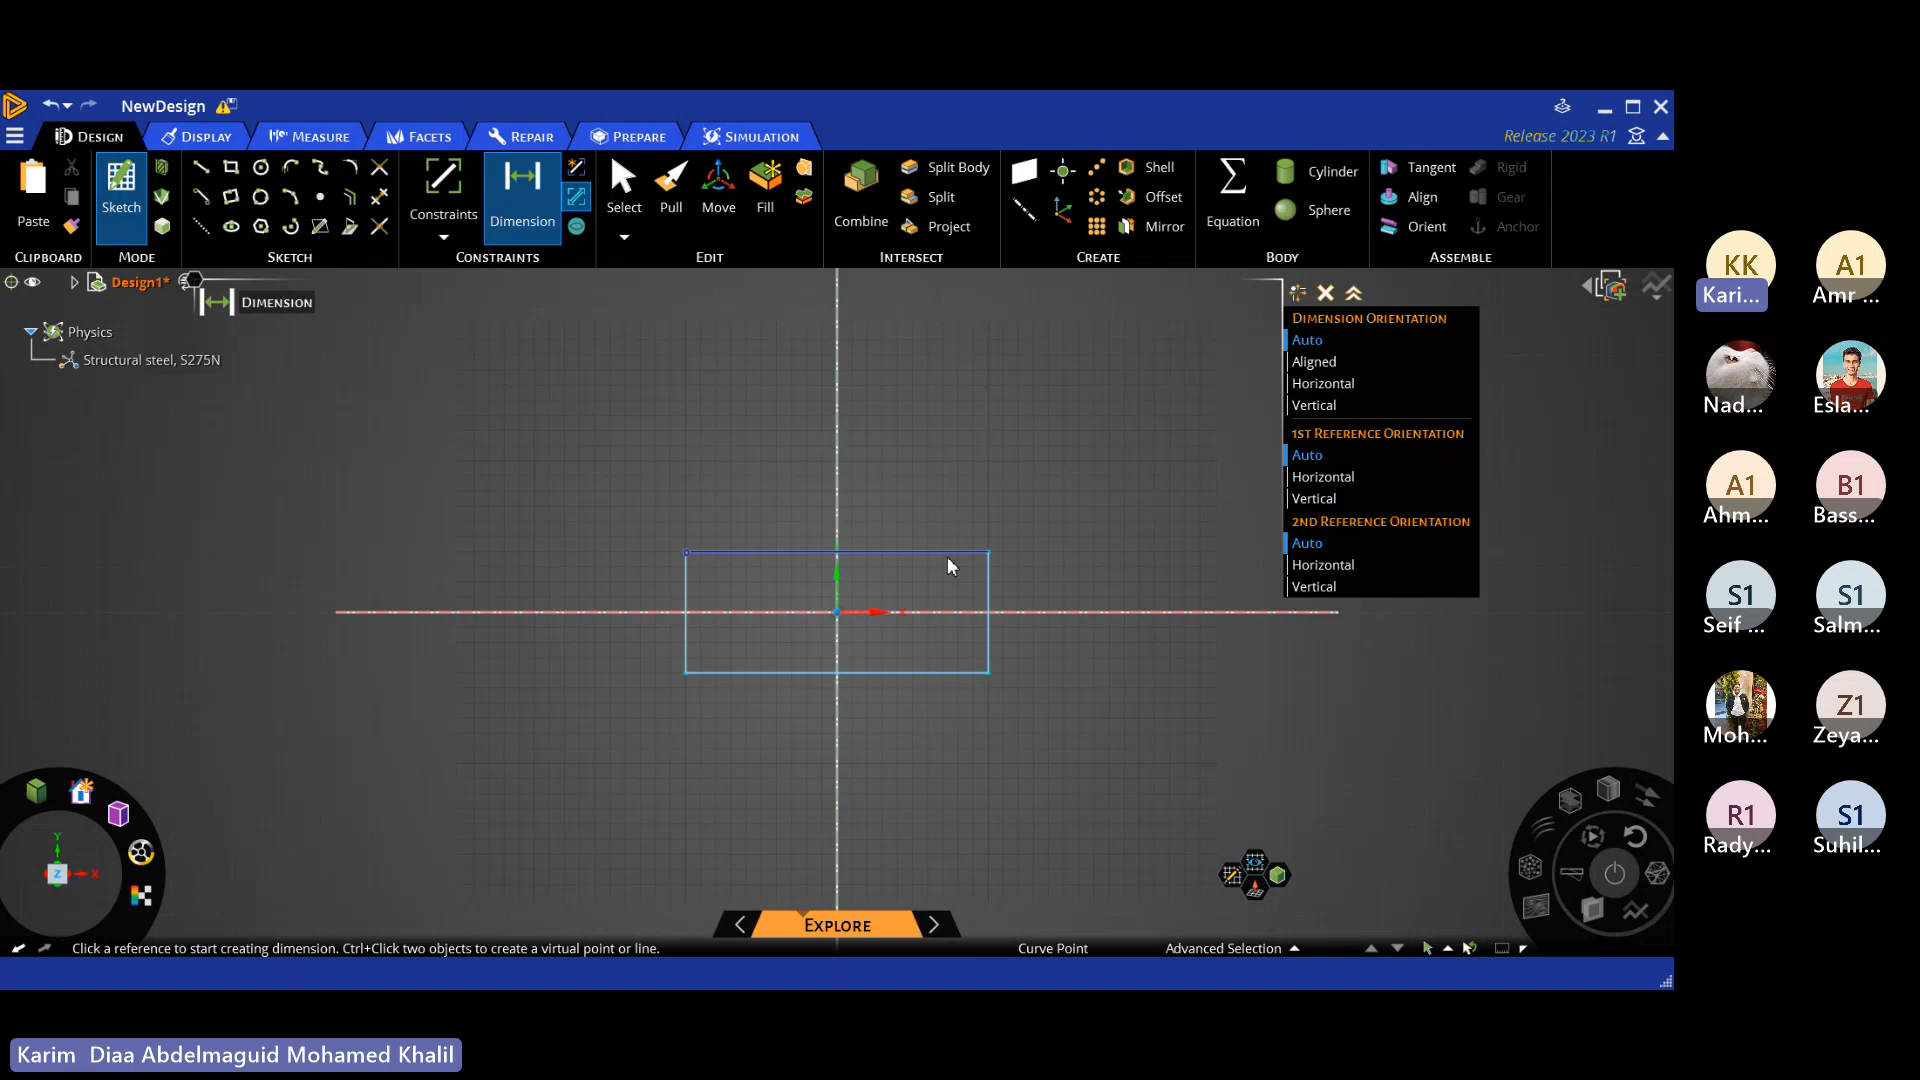 NewDesign
DESIGN
DISPLAY
MEASURE
FACETS
REPAIR
PREPARE
SIMULATION
Release 2023 R1
Paste
Sketch
Constraints
Dimension
Select
Pull
Move
Fill
Combine
Split Body
Split
Project
Shell
Offset
Mirror
Equation
Cylinder
Sphere
Tangent
Align
Orient
Rigid
Gear
Anchor
CLIPBOARD
MODE
SKETCH
CONSTRAINTS
EDIT
INTERSECT
CREATE
BODY
ASSEMBLE
Design1*
DIMENSION
Physics
Structural steel, S275N
DIMENSION ORIENTATION
Auto
Aligned
Horizontal
Vertical
1ST REFERENCE ORIENTATION
Auto
Horizontal
Vertical
2ND REFERENCE ORIENTATION
Auto
Horizontal
Vertical
X
Y
Z
X
EXPLORE
Click a reference to start creating dimension. Ctrl+Click two objects to create a virtual point or line.
Curve Point
Advanced Selection
KK
Kari...
A1
Amr ...
Nad...
Esla...
A1
Ahm...
B1
Bass...
S1
Seif ...
S1
Salm...
Moh...
Z1
Zeya...
R1
Rady...
S1
Suhil...
Karim Diaa Abdelmaguid Mohamed Khalil